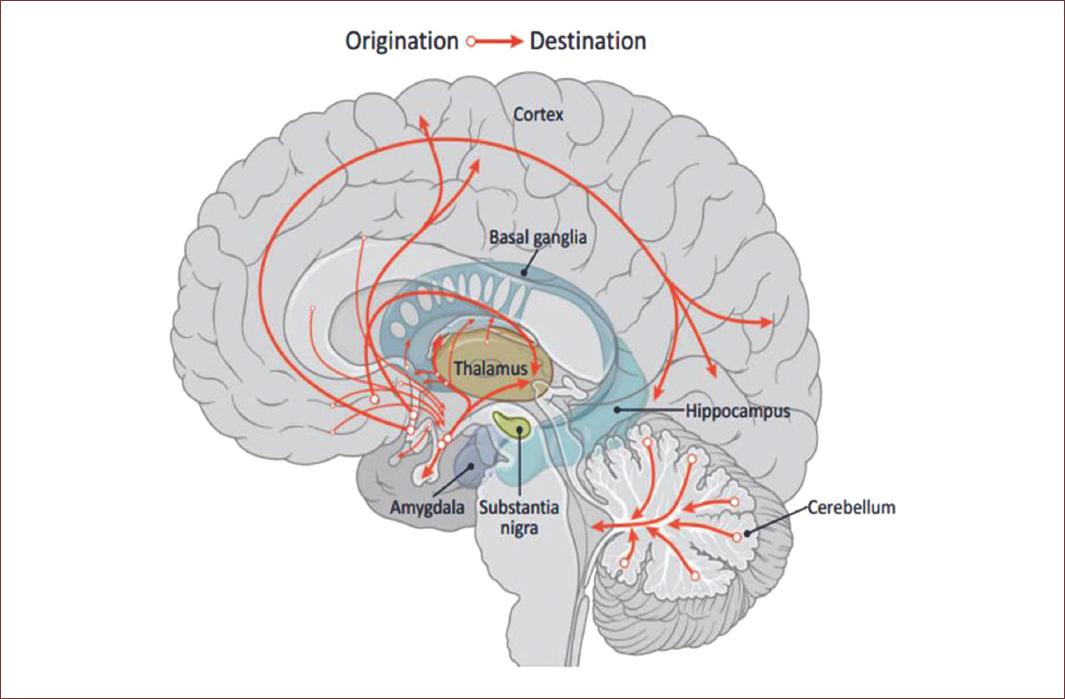 Origination Destination
Cortex
Basal ganglia
Thalamus
Hippocampus
Amygdala
Substantia
nigra
Cerebellum